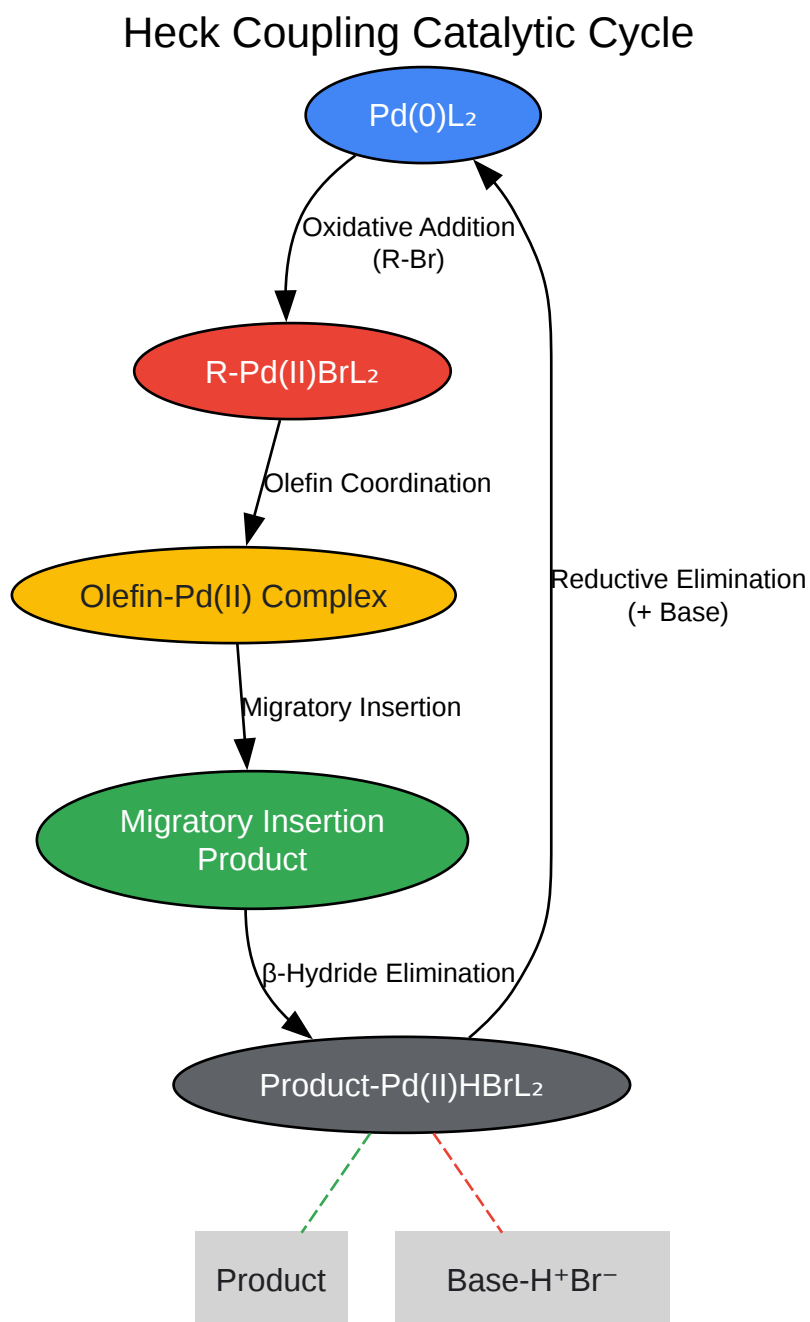 Heck Coupling Catalytic Cycle
Pd(0)L₂
Oxidative Addition
(R-Br)
R-Pd(II)BrL₂
Olefin Coordination
Olefin-Pd(II) Complex
Reductive Elimination
(+ Base)
Migratory Insertion
Migratory Insertion
Product
β-Hydride Elimination
Product-Pd(II)HBrL₂
Product
Base-H⁺Br⁻